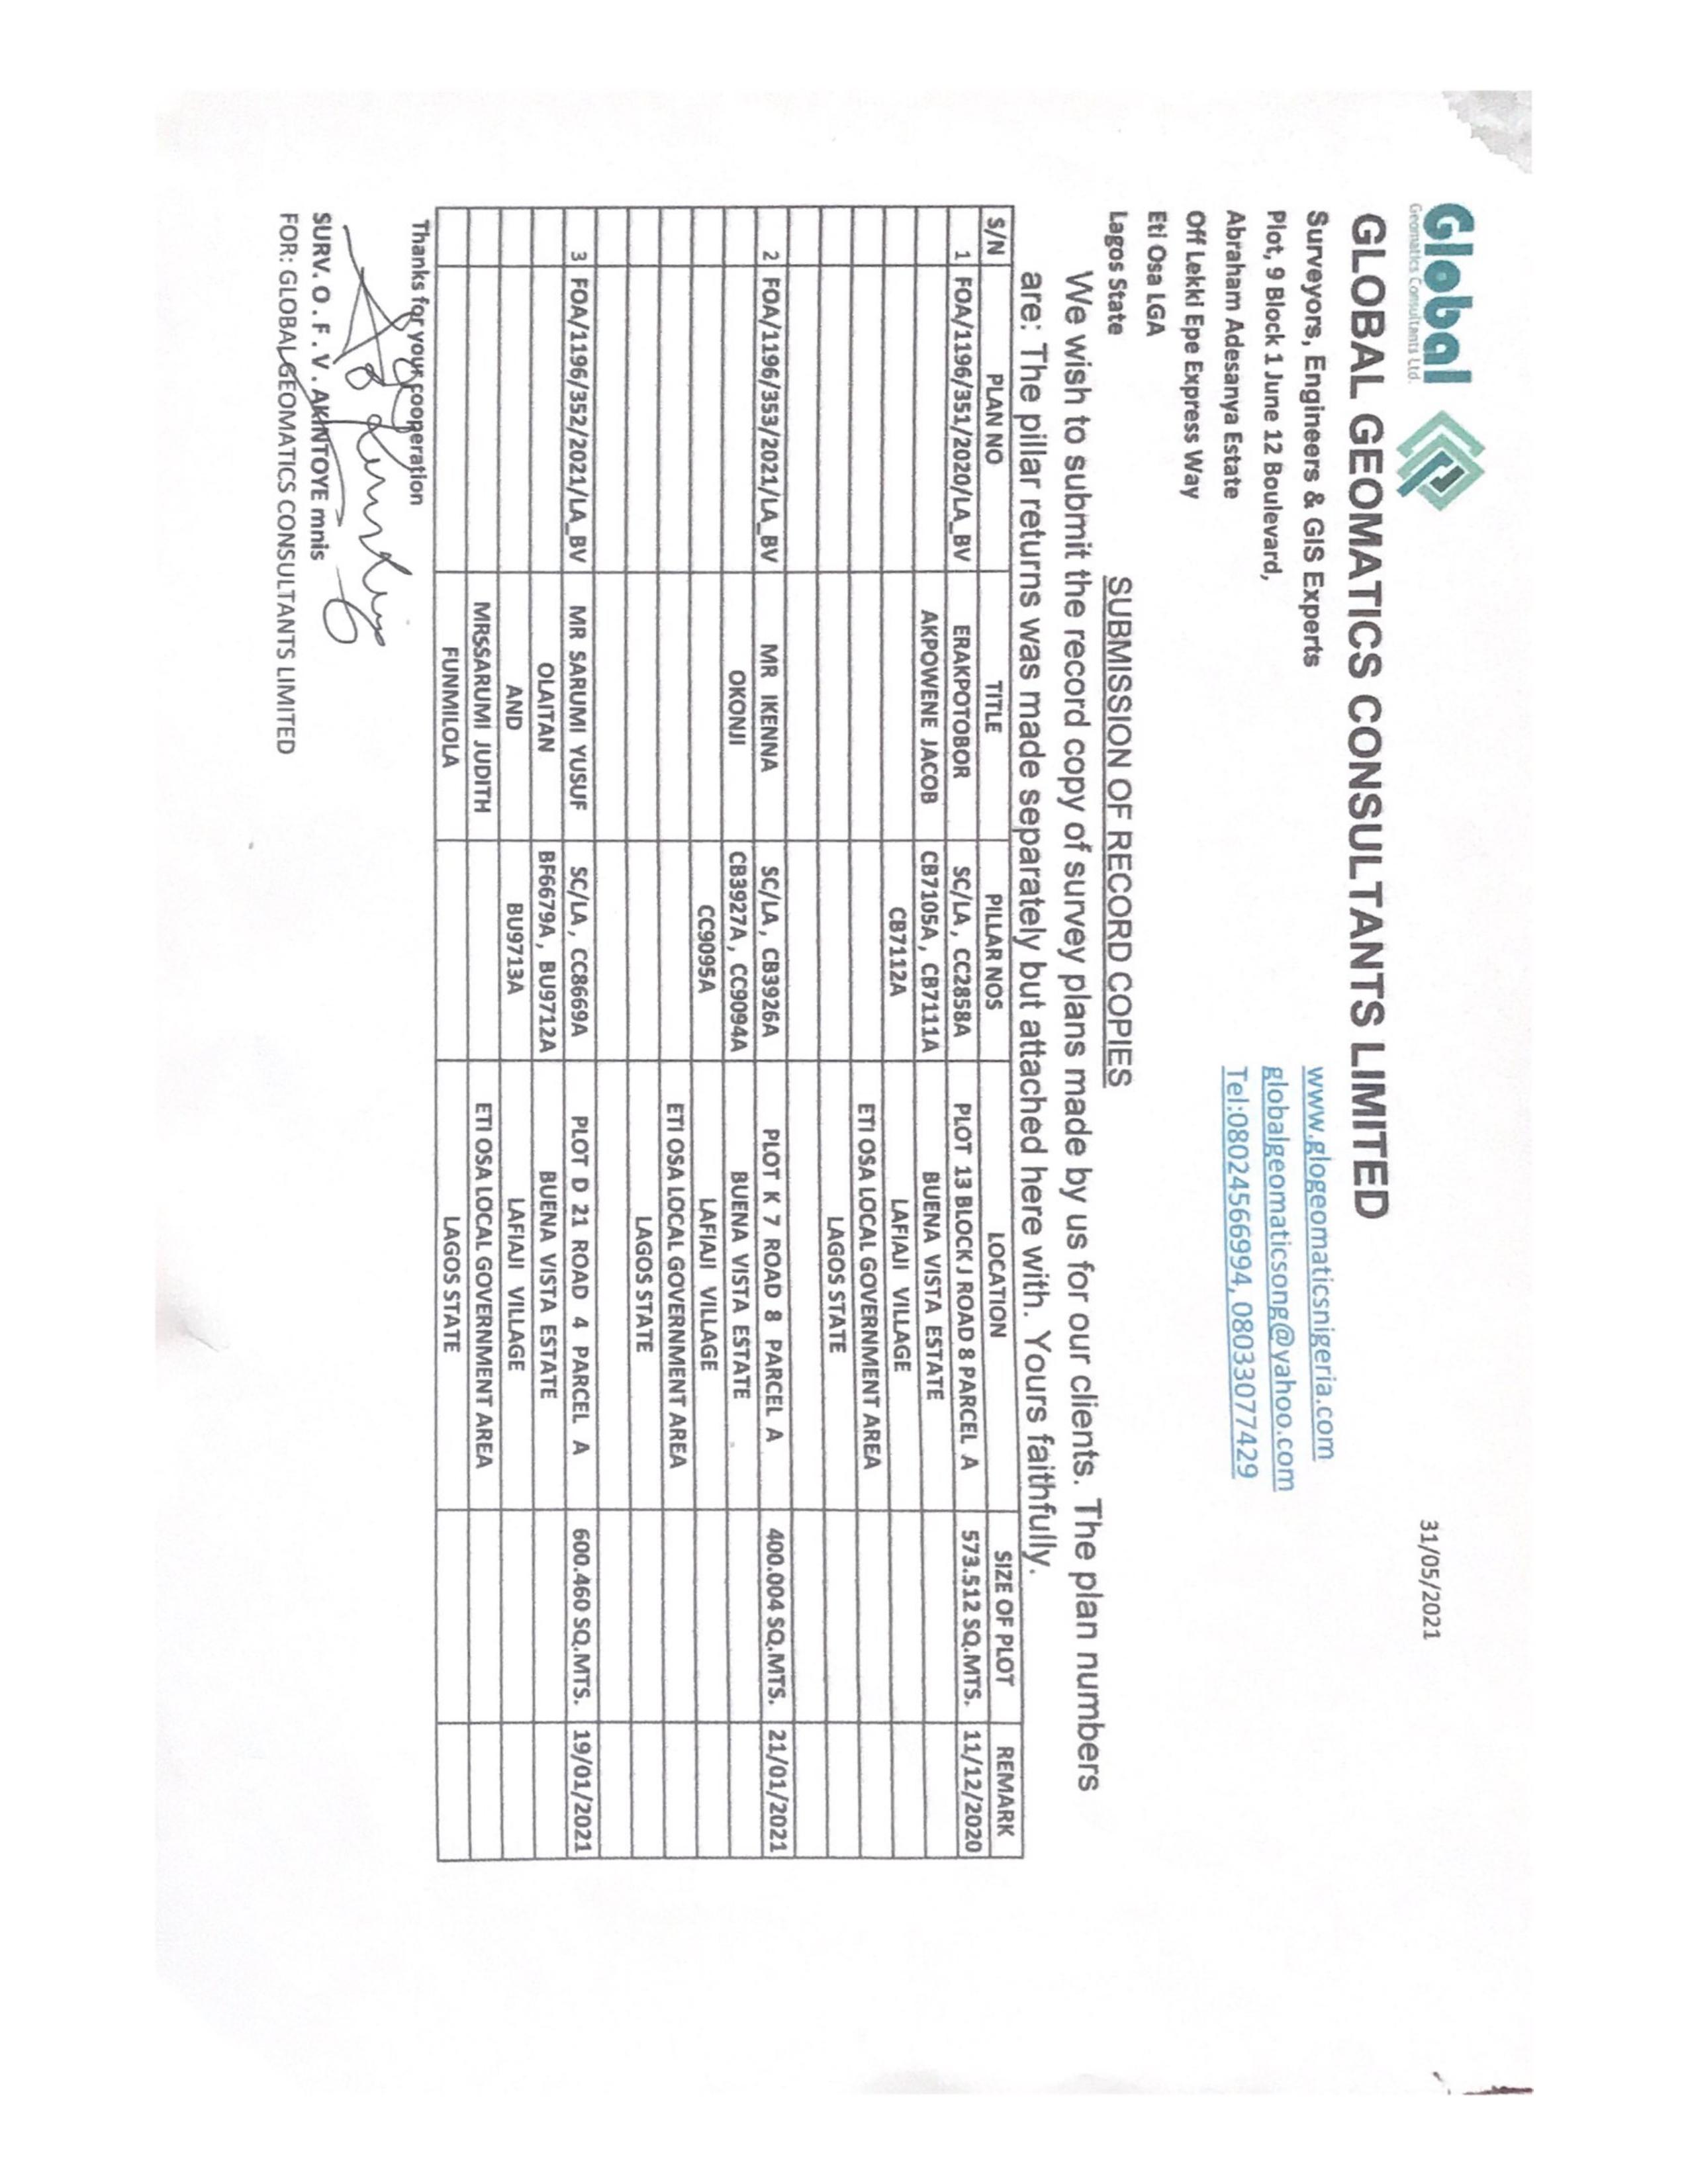 Global
Geomatics Consultants Ltd.
31/05/2021
GLOBAL GEOMATICS CONSULTANTS LIMITED
Surveyors, Engineers & GIS Experts
www.glogeomaticsnigeria.com
Plot, 9 Block 1 June 12 Boulevard,
globalgeomaticsong@yahoo.com
Abraham Adesanya Estate
Tel:08024566994, 08033077429
Off Lekki Epe Express Way
Eti Osa LGA
Lagos State
SUBMISSION OF RECORD COPIES
We wish to submit the record copy of survey plans made by us for our clients. The plan numbers
are: The pillar returns was made separately but attached here with. Yours faithfully.
S/N PLAN NO TITLE PILLAR NOS LOCATION SIZE OF PLOT REMARK
1 FOA/1196/351/2020/LA_BV ERAKPOTOBOR SC/LA , CC2858A PLOT 13 BLOCK J ROAD 8 PARCEL A 573.512 SQ.MTS. 11/12/2020
AKPOWENE JACOB CB7105A , CB7111A BUENA VISTA ESTATE
CB7112A LAFIAJI VILLAGE
ETI OSA LOCAL GOVERNMENT AREA
LAGOS STATE
2 FOA/1196/353/2021/LA_BV MR IKENNA SC/LA , CB3926A PLOT K 7 ROAD 8 PARCEL A 400.004 SQ.MTS. 21/01/2021
OKONJI CB3927A , CC9094A BUENA VISTA ESTATE
CC9095A LAFIAJI VILLAGE
ETI OSA LOCAL GOVERNMENT AREA
LAGOS STATE
3 FOA/1196/352/2021/LA_BV MR SARUMI YUSUF SC/LA , CC8669A PLOT D 21 ROAD 4 PARCEL A 600.460 SQ.MTS. 19/01/2021
OLAITAN BF6679A , BU9712A BUENA VISTA ESTATE
AND BU9713A LAFIAJI VILLAGE
MRSSARUMI JUDITH ETI OSA LOCAL GOVERNMENT AREA
FUNMILOLA LAGOS STATE
Thanks for your cooperation
SURV. O . F . V . AKINTOYE mnis
FOR: GLOBAL GEOMATICS CONSULTANTS LIMITED